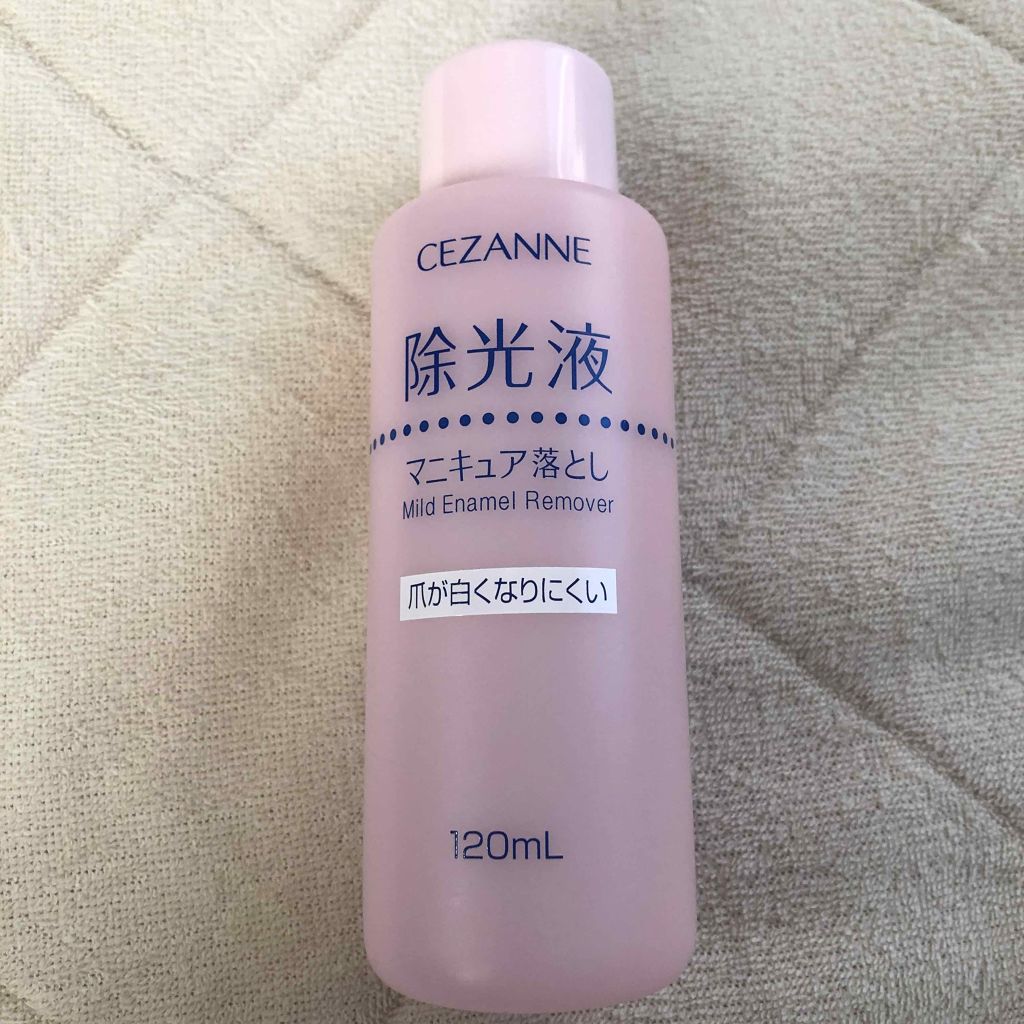 CEZANNE
除光液
マニキュア落とし
Mild Enamel Remover
爪が白くなりにくい
120mL